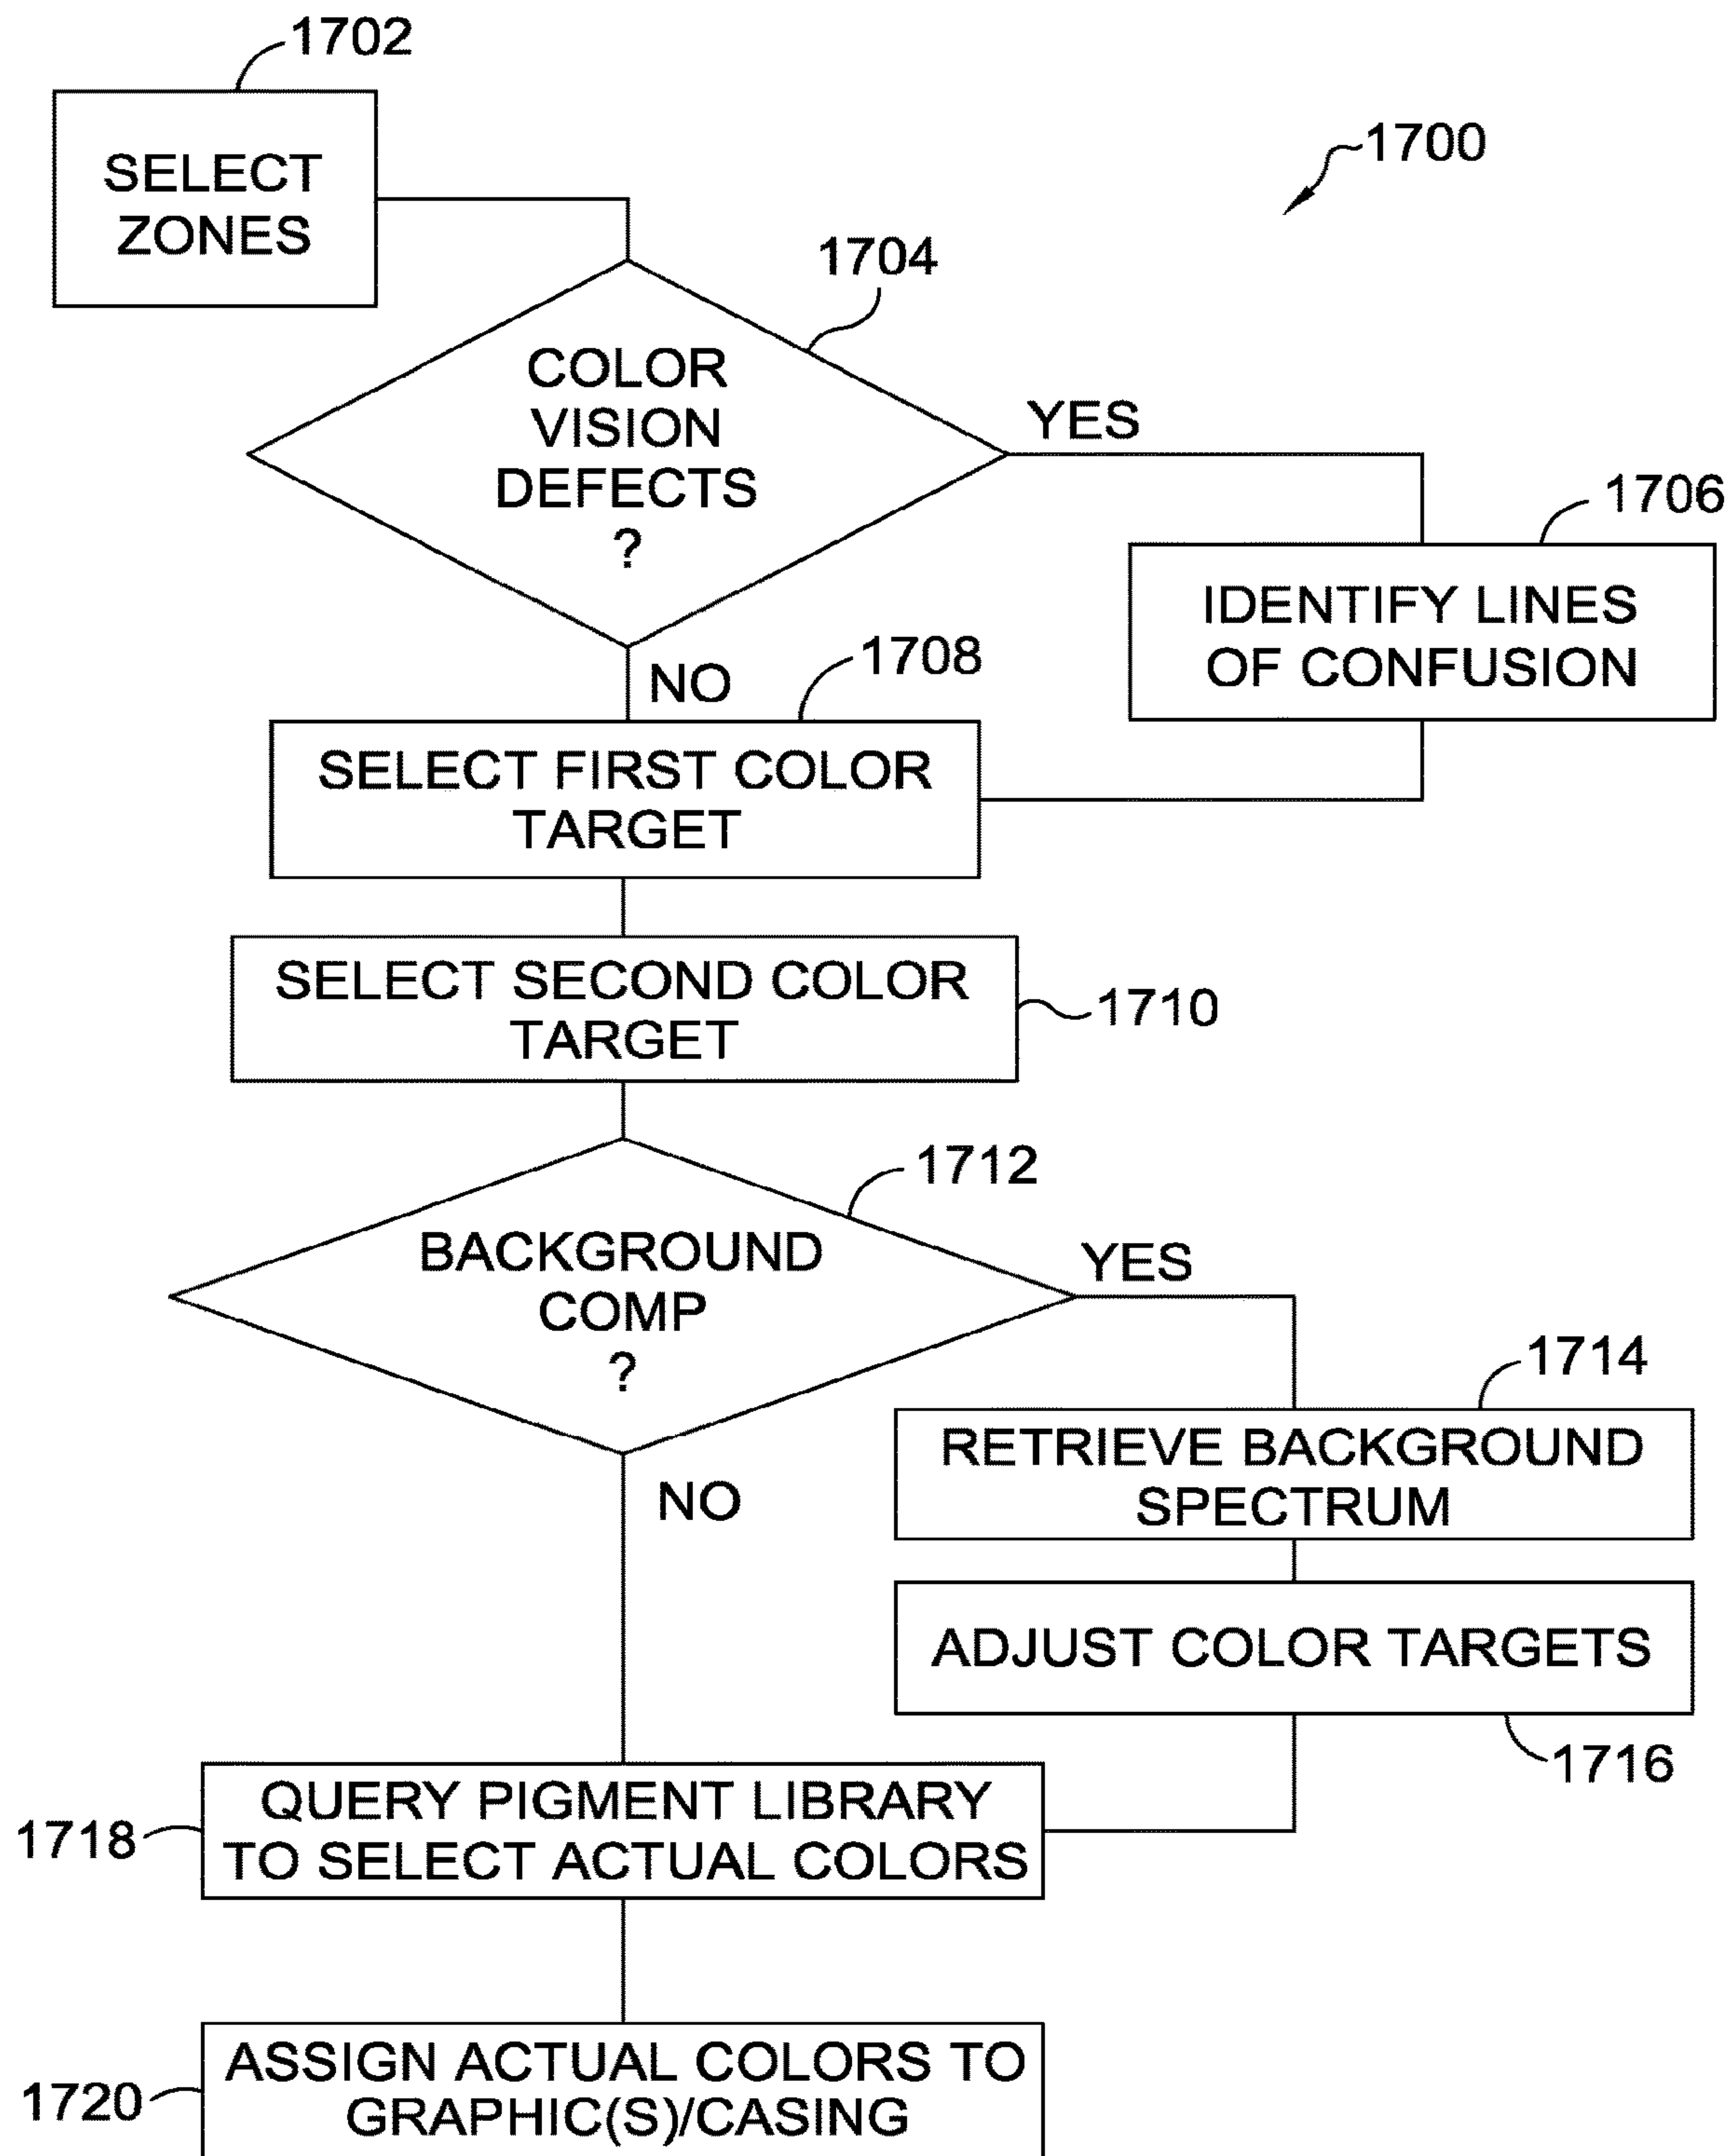 1702
SELECT
ZONES
1700
1704
COLOR
VISION
DEFECTS
?
YES
1706
IDENTIFY LINES
OF CONFUSION
NO
1708
SELECT FIRST COLOR
TARGET
SELECT SECOND COLOR
TARGET
1710
1712
BACKGROUND
COMP
?
YES
1714
RETRIEVE BACKGROUND
SPECTRUM
NO
ADJUST COLOR TARGETS
1716
1718
QUERY PIGMENT LIBRARY
TO SELECT ACTUAL COLORS
1720
ASSIGN ACTUAL COLORS TO
GRAPHIC(S)/CASING